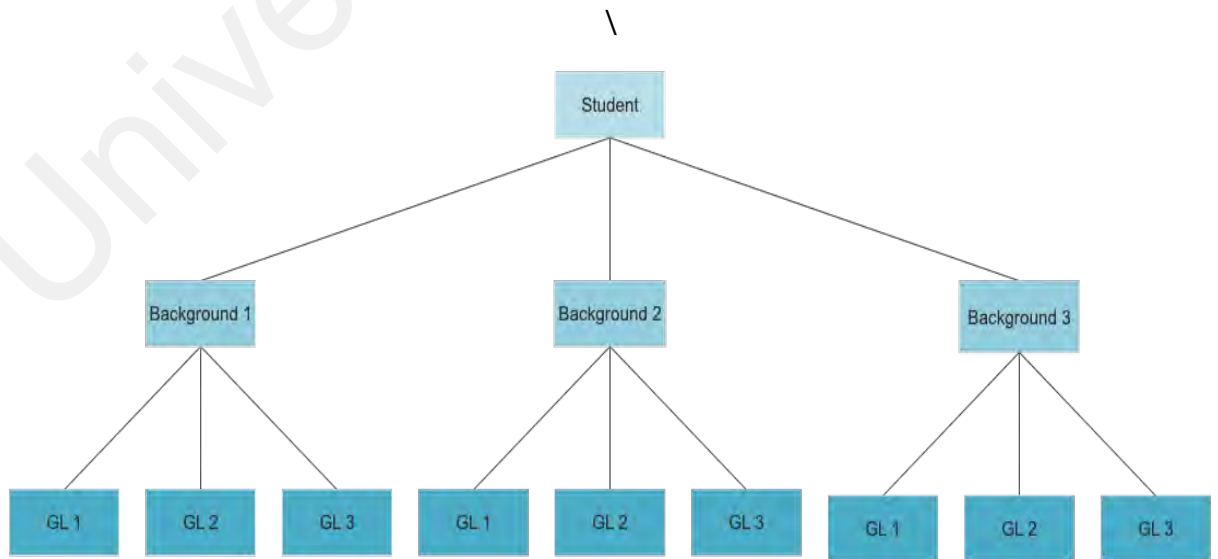 \
Student
Background 1 Background 2 Background 3
GL 1 GL 2 GL 3 GL 1 GL 2 GL 3 GL 1 GL 2 GL 3
Unive